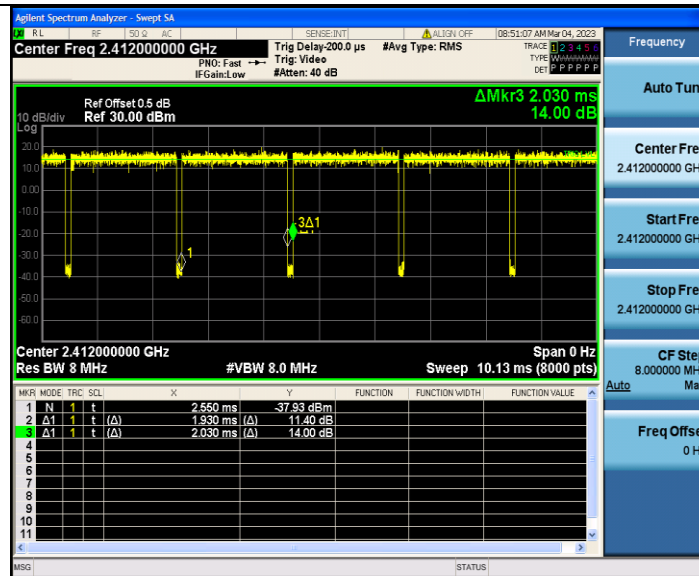 Agilent Spectrum Analyzer - Swept SA
RL RF 50 Ω AC SENSE:INT ALIGN OFF 08:51:07 AM Mar 04, 2023
Center Freq 2.412000000 GHz
Trig Delay-200.0 µs #Avg Type: RMS
TRACE 1 2 3 4 5 6
PNO: Fast Trig: Video
TYPE W
IFGain:Low #Atten: 40 dB
DET P P P P P P
ΔMkr3 2.030 ms
14.00 dB
Ref Offset 0.5 dB
10 dB/div Ref 30.00 dBm
Log
20.0
10.0
0.00
-10.0
-20.0
-30.0
-40.0
-50.0
-60.0
3Δ1
1
Center 2.412000000 GHz Span 0 Hz
Res BW 8 MHz #VBW 8.0 MHz Sweep 10.13 ms (8000 pts)
MKR MODE TRC SCL X Y FUNCTION FUNCTION WIDTH FUNCTION VALUE
1 N 1 t 2.550 ms -37.93 dBm
2 Δ1 1 t (Δ) 1.930 ms (Δ) 11.40 dB
3 Δ1 1 t (Δ) 2.030 ms (Δ) 14.00 dB
4
5
6
7
8
9
10
11
MSG STATUS
Frequency
Auto Tun
Center Fre
2.412000000 GH
Start Fre
2.412000000 GH
Stop Fre
2.412000000 GH
CF Ste
8.000000 MH
Auto Ma
Freq Offse
0 H